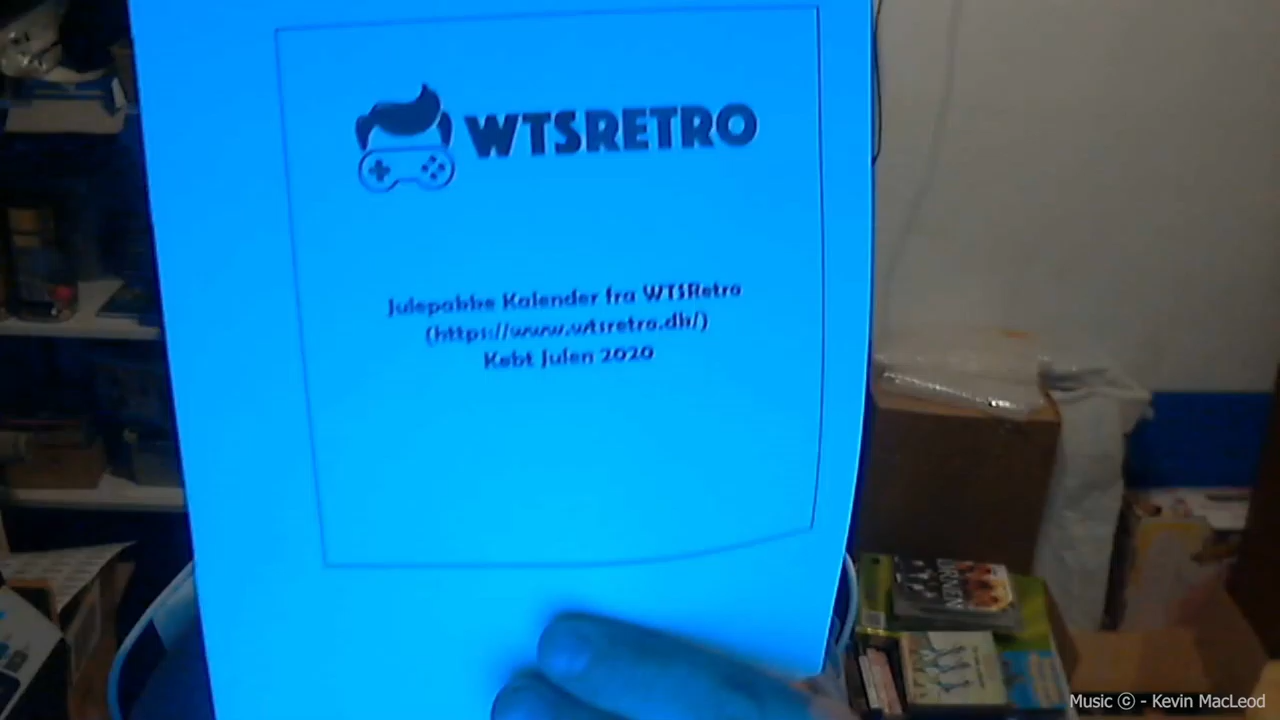 WTSRETRO
Julepakke Kalender fra WTSRetro
(https://www.wtsretro.dk/)
Købt Julen 2020
Music © - Kevin MacLeod